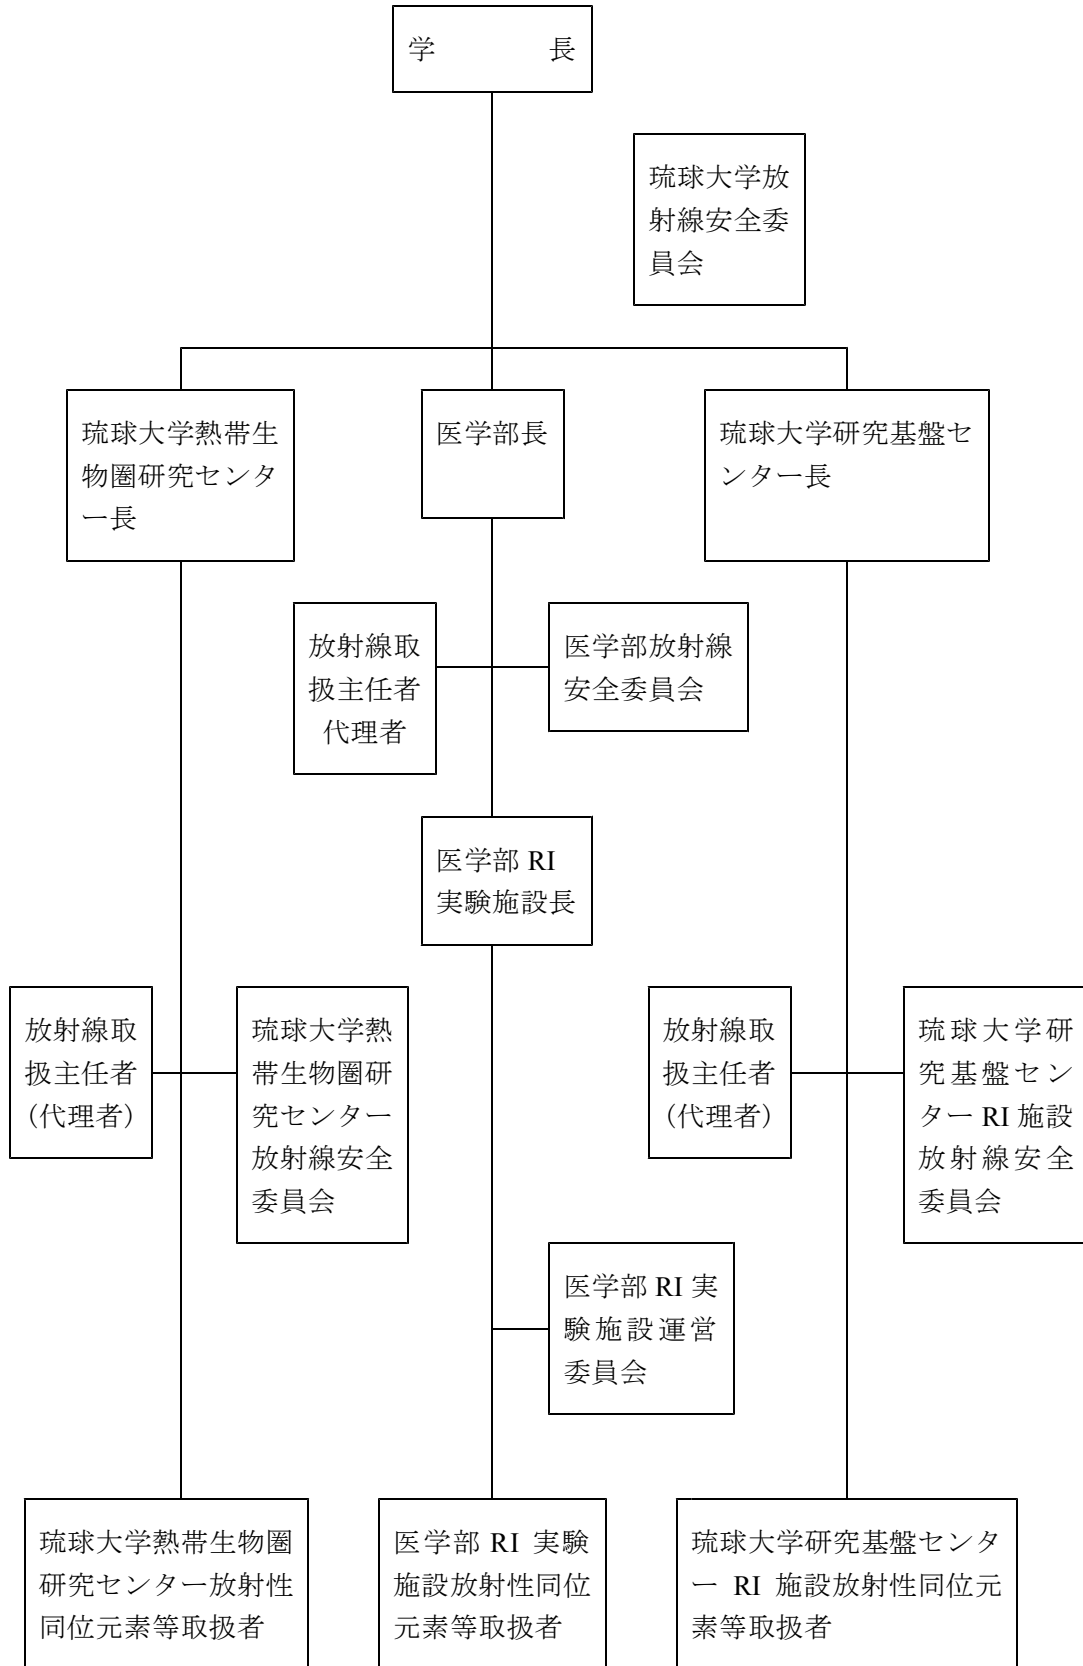 学　　　　長
琉球大学放
射線安全委
員会
琉球大学熱帯生
物圏研究センタ
ー長
医学部長
琉球大学研究基盤セ
ンター長
放射線取
扱主任者
代理者
医学部放射線
安全委員会
医学部 RI
実験施設長
放射線取
扱主任者
(代理者)
琉球大学熱
帯生物圏研
究センター
放射線安全
委員会
放射線取
扱主任者
(代理者)
琉球大学研
究基盤セン
ター RI 施設
放射線安全
委員会
医学部 RI 実
験施設運営
委員会
琉球大学熱帯生物圏
研究センター放射性
同位元素等取扱者
医学部 RI 実験
施設放射性同位
元素等取扱者
琉球大学研究基盤センタ
ー RI 施設放射性同位元
素等取扱者